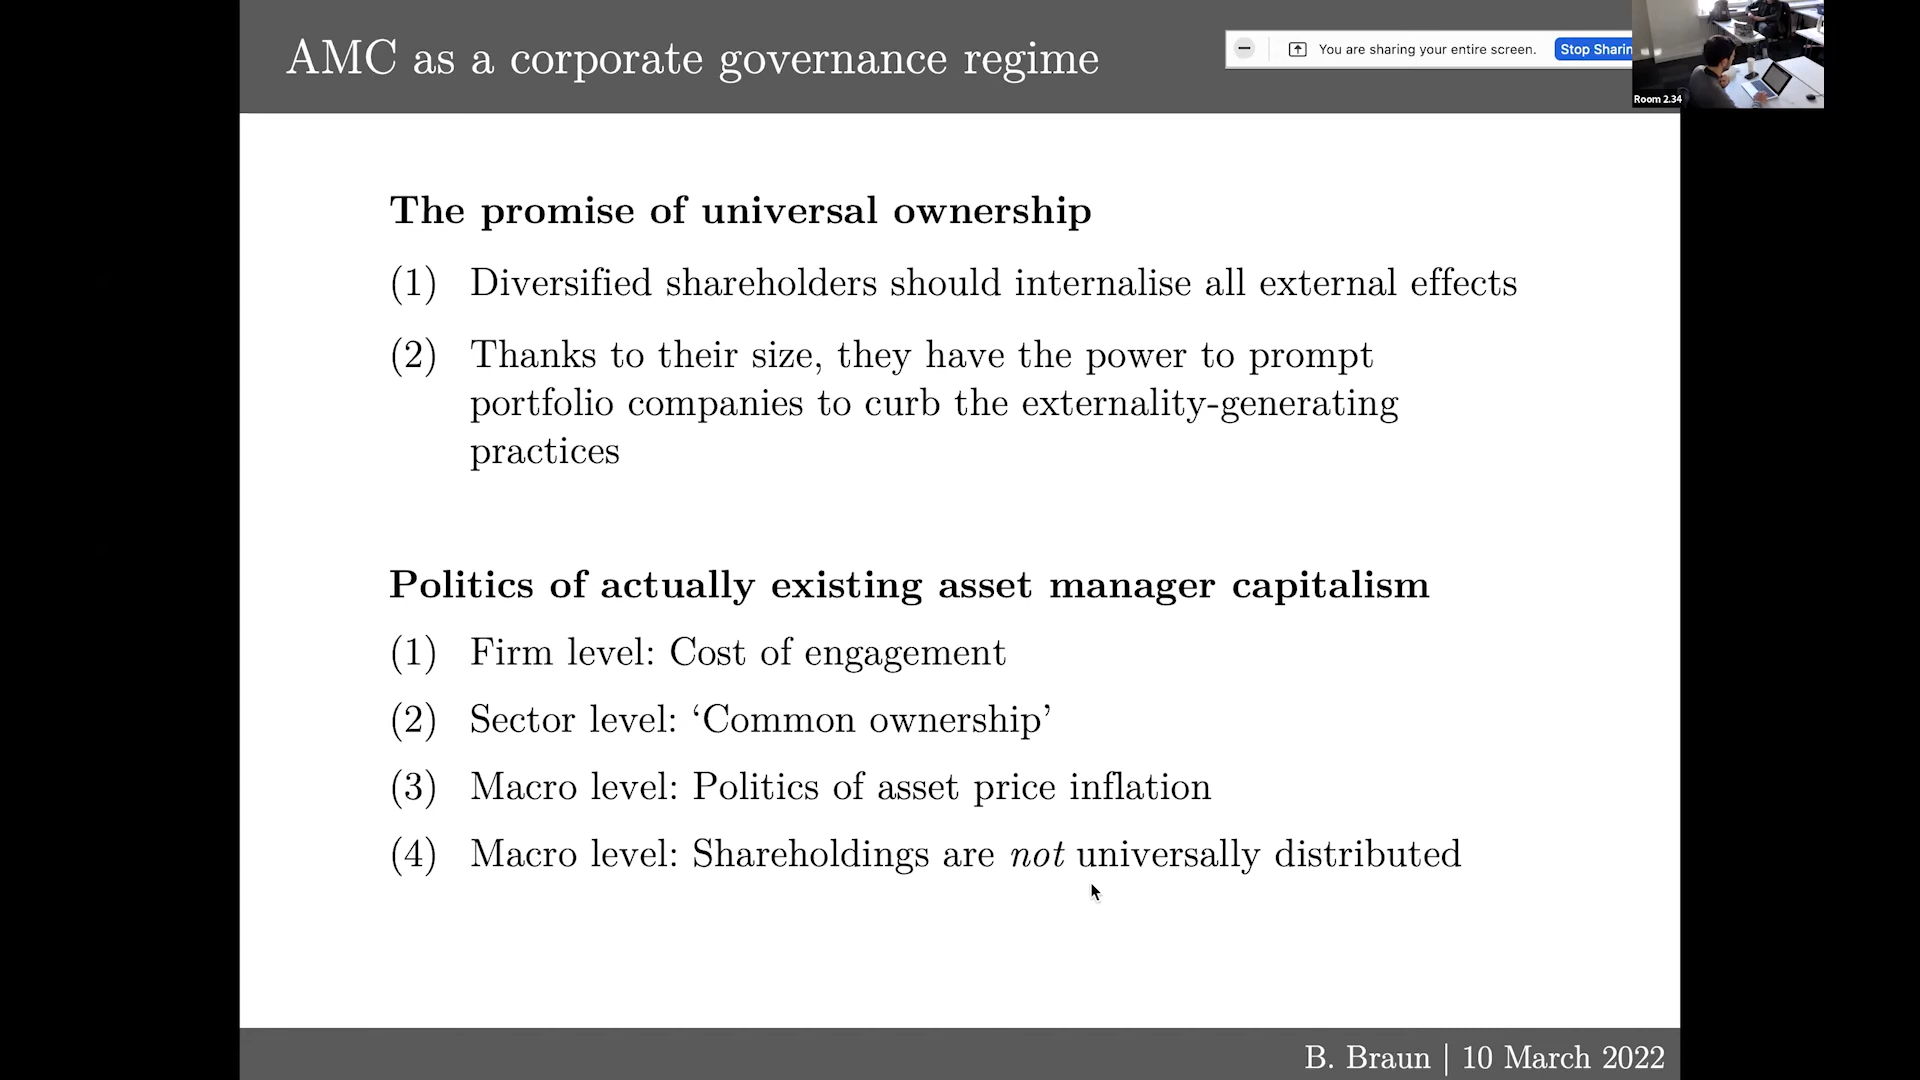 AMC as a corporate governance regime
You are sharing your entire screen.
Stop Sharin
Room 2.34
The promise of universal ownership
(1) Diversified shareholders should internalise all external effects
(2) Thanks to their size, they have the power to prompt
portfolio companies to curb the externality-generating
practices
Politics of actually existing asset manager capitalism
(1) Firm level: Cost of engagement
(2) Sector level: ‘Common ownership’
(3) Macro level: Politics of asset price inflation
(4) Macro level: Shareholdings are not universally distributed
B. Braun | 10 March 2022